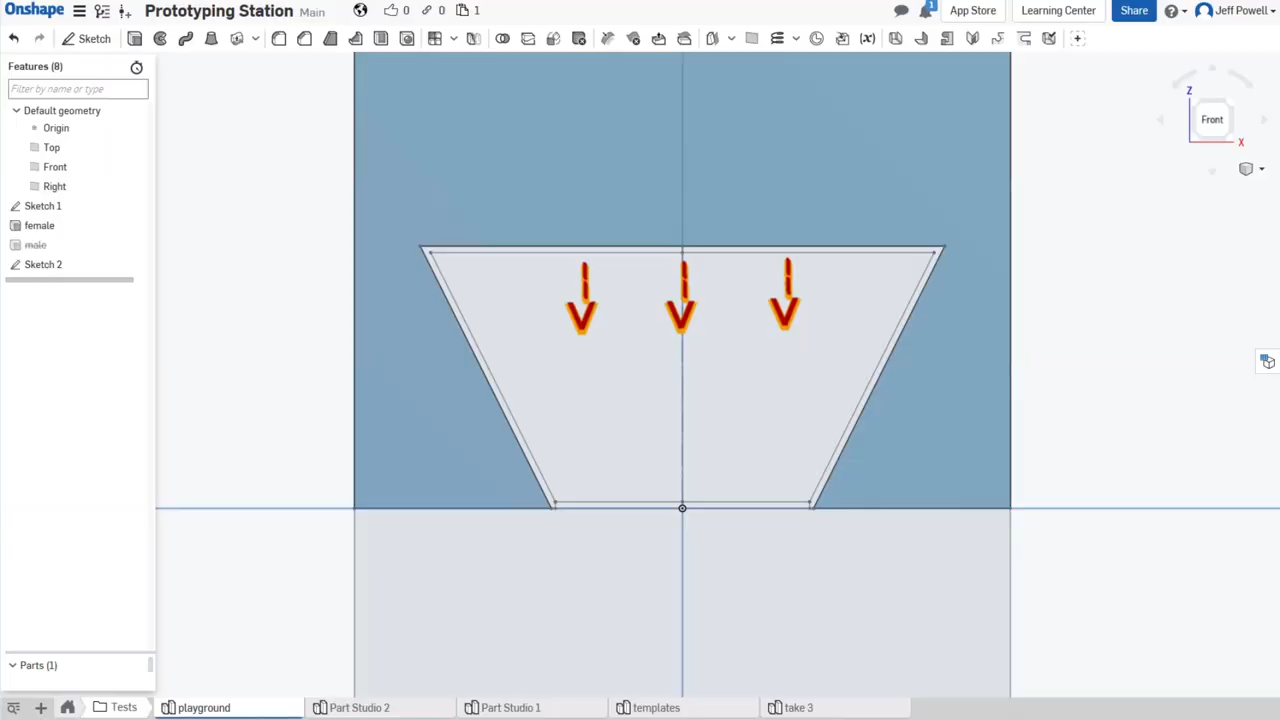 Onshape Prototyping Station Main 0 0 1 1 App Store Learning Center Share Jeff Powell
Sketch (x)
Features (8)
Filter by name or type
Default geometry
Origin
Top
Front
Right
Sketch 1
female
male
Sketch 2
Z
Front
X
Parts (1)
Tests playground Part Studio 2 Part Studio 1 templates take 3